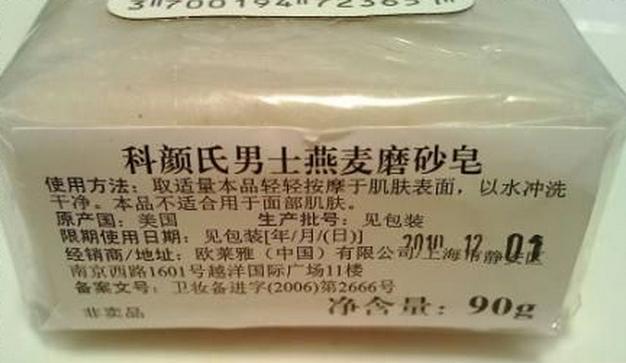 3 700194 723651
科颜氏男士燕麦磨砂皂
使用方法：取适量本品轻轻按摩于肌肤表面，以水冲洗
干净。本品不适合用于面部肌肤。
原产国：美国 生产批号：见包装
限期使用日期：见包装[年/月/(日)] 2010 12 01
经销商/地址：欧莱雅（中国）有限公司/上海市静安区
南京西路1601号越洋国际广场11楼
备案文号：卫妆备进字(2006)第2666号
非卖品 净含量：90g